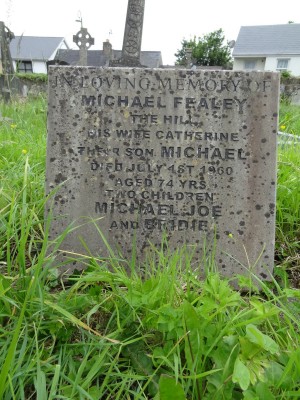 IN LOVING MEMORY OF
MICHAEL FEALEY
THE HILL
HIS WIFE CATHERINE
THEIR SON MICHAEL
DIED JULY 1ST 1960
AGED 74 YRS
TWO CHILDREN
MICHAEL JOE
AND BRIDIE